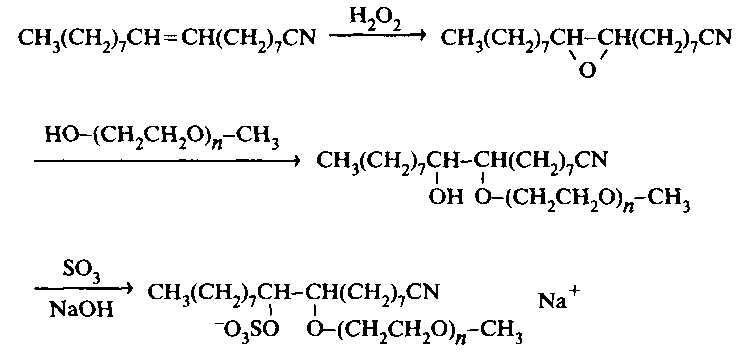 H₂O₂
CH₃(CH₂)₇CH=CH(CH₂)₇CN → CH₃(CH₂)₇CH–CH(CH₂)₇CN
O
HO–(CH₂CH₂O)ₙ–CH₃
→ CH₃(CH₂)₇CH–CH(CH₂)₇CN
OH O–(CH₂CH₂O)ₙ–CH₃
SO₃
NaOH
→ CH₃(CH₂)₇CH–CH(CH₂)₇CN Na⁺
⁻O₃SO O–(CH₂CH₂O)ₙ–CH₃